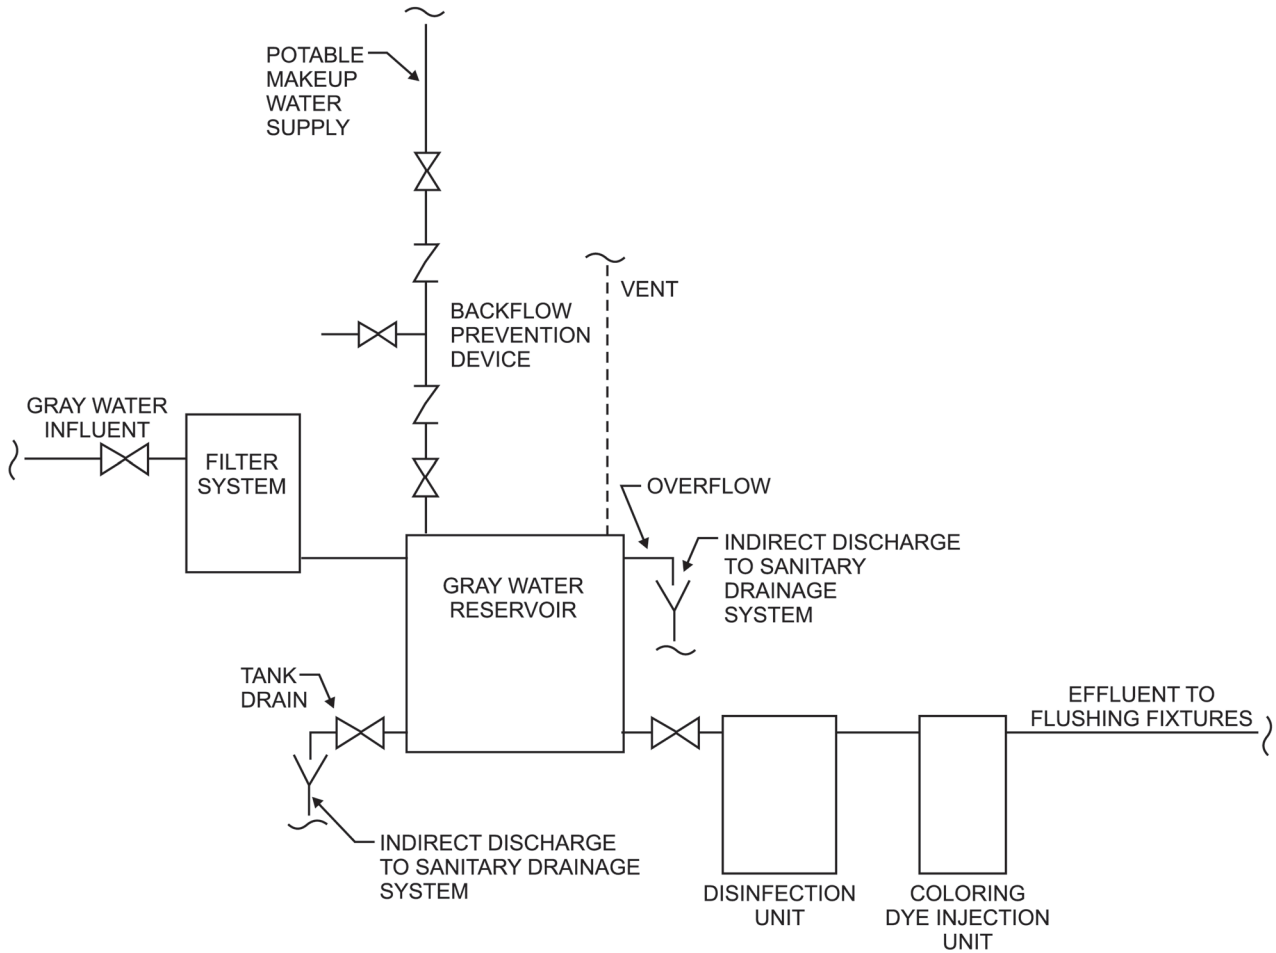 POTABLE
MAKEUP
WATER
SUPPLY
VENT
BACKFLOW
PREVENTION
DEVICE
GRAY WATER
INFLUENT
FILTER
SYSTEM
OVERFLOW
INDIRECT DISCHARGE
TO SANITARY
DRAINAGE
SYSTEM
GRAY WATER
RESERVOIR
TANK
DRAIN
EFFLUENT TO
FLUSHING FIXTURES
INDIRECT DISCHARGE
TO SANITARY DRAINAGE
SYSTEM
DISINFECTION
UNIT
COLORING
DYE INJECTION
UNIT